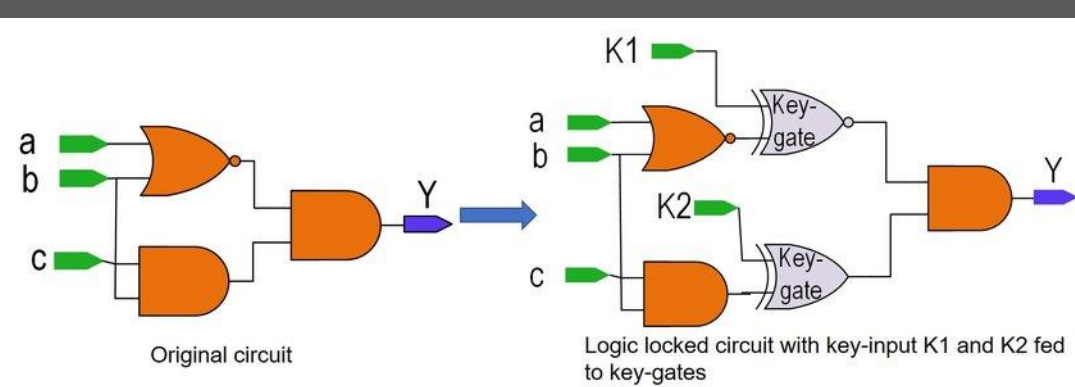 a
b
c
Y
Original circuit
K1
a
b
K2
c
Key-
gate
Key-
gate
Y
Logic locked circuit with key-input K1 and K2 fed
to key-gates